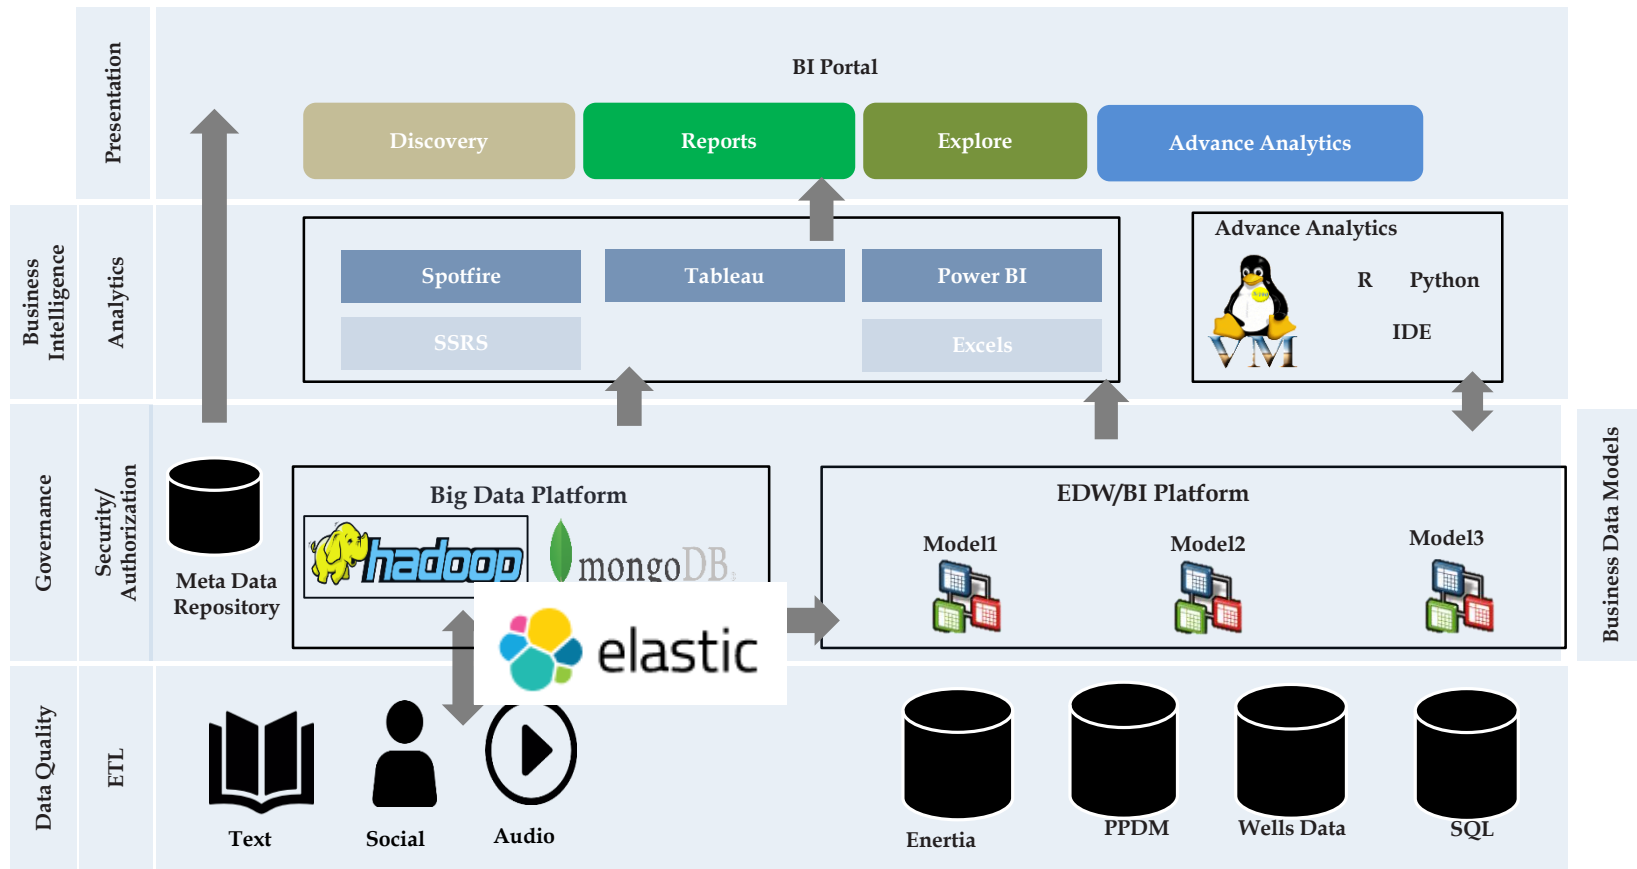 Presentation
BI Portal
Discovery
Reports
Explore
Advance Analytics
Business
Intelligence
Analytics
Spotfire
Tableau
Power BI
SSRS
Excels
Advance Analytics
R
Python
IDE
VM
Governance
Security/
Authorization
Meta Data
Repository
Big Data Platform
hadoop
mongoDB
elastic
EDW/BI Platform
Model1
Model2
Model3
Business Data Models
Data Quality
ETL
Text
Social
Audio
Enertia
PPDM
Wells Data
SQL